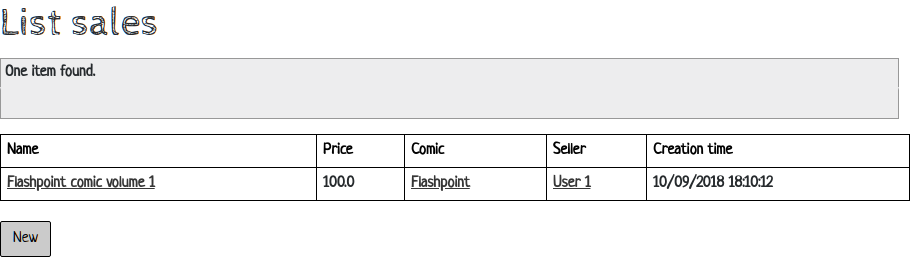 List sales
One item found.
Name Price Comic Seller Creation time
Flashpoint comic volume 1 100.0 Flashpoint User 1 10/09/2018 18:10:12
New